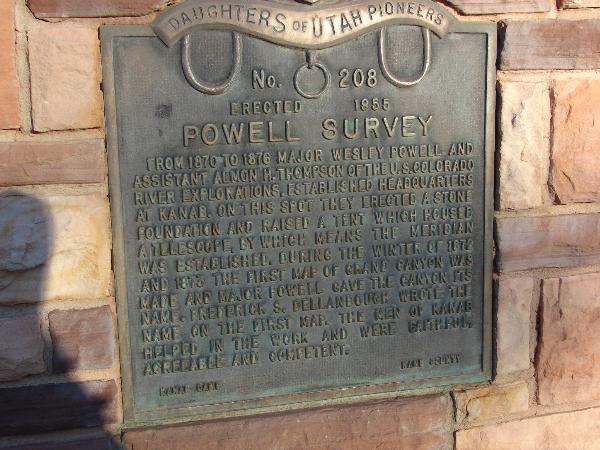 DAUGHTERS OF UTAH PIONEERS
No. 208
ERECTED 1955
POWELL SURVEY
FROM 1870 TO 1876 MAJOR WESLEY POWELL AND
ASSISTANT ALMON H. THOMPSON OF THE U.S. COLORADO
RIVER EXPLORATIONS, ESTABLISHED HEADQUARTERS
AT KANAB. ON THIS SPOT THEY ERECTED A STONE
FOUNDATION AND RAISED A TENT WHICH HOUSED
A TELESCOPE, BY WHICH MEANS THE MERIDIAN
WAS ESTABLISHED. DURING THE WINTER OF 1872
AND 1873 THE FIRST MAP OF GRAND CANYON WAS
MADE AND MAJOR POWELL GAVE THE CANYON ITS
NAME. FREDERICK S. DELLANBOUGH, WROTE THE
NAME ON THE FIRST MAP. THE MEN OF KANAB
HELPED IN THE WORK AND WERE FAITHFUL,
AGREEABLE AND COMPETENT.
KANAB CAMP KANE COUNTY